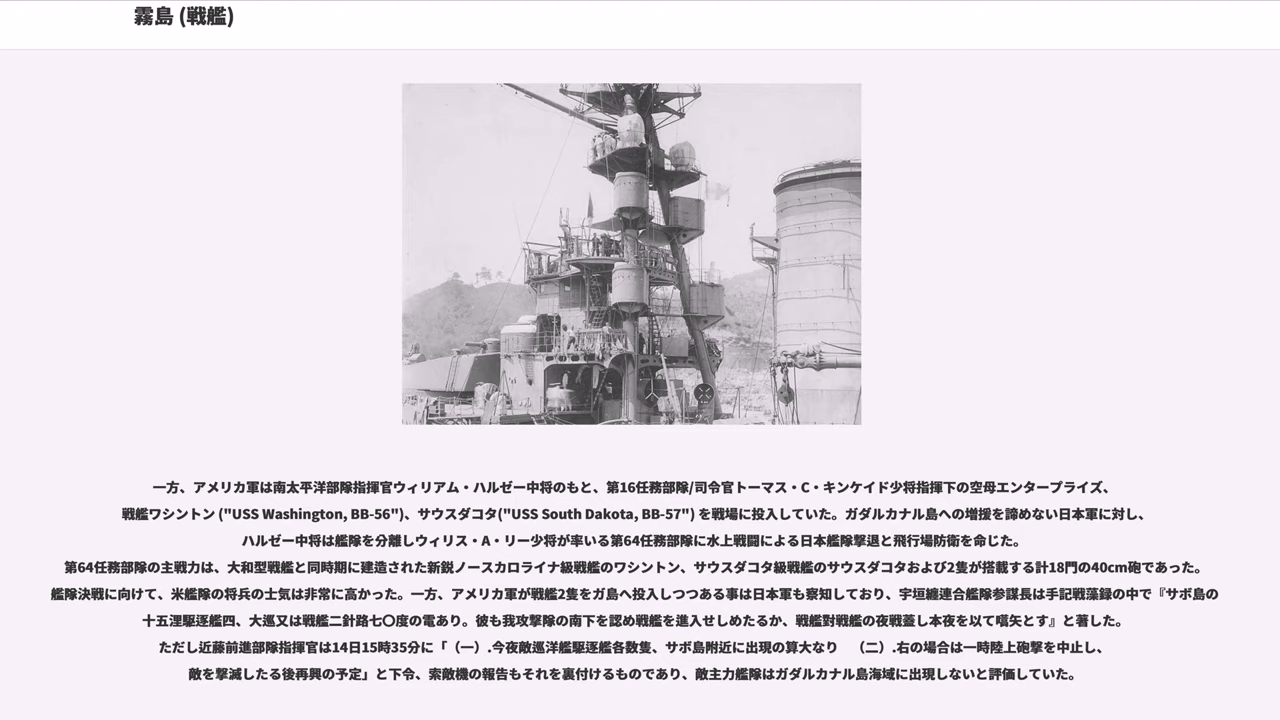 霧島 (戦艦)
一方、アメリカ軍は南太平洋部隊指揮官ウィリアム・ハルゼー中将のもと、第16任務部隊/司令官トーマス・C・キンケイド少将指揮下の空母エンタープライズ、
戦艦ワシントン ("USS Washington, BB-56")、サウスダコタ("USS South Dakota, BB-57") を戦場に投入していた。ガダルカナル島への増援を諦めない日本軍に対し、
ハルゼー中将は艦隊を分離しウィリス・A・リー少将が率いる第64任務部隊に水上戦闘による日本艦隊撃退と飛行場防衛を命じた。
第64任務部隊の主戦力は、大和型戦艦と同時期に建造された新鋭ノースカロライナ級戦艦のワシントン、サウスダコタ級戦艦のサウスダコタおよび2隻が搭載する計18門の40cm砲であった。
艦隊決戦に向けて、米艦隊の将兵の士気は非常に高かった。一方、アメリカ軍が戦艦2隻をガ島へ投入しつつある事は日本軍も察知しており、宇垣纏連合艦隊参謀長は手記戦藻録の中で『サボ島の
十五浬駆逐艦四、大巡又は戦艦二針路七〇度の電あり。彼も我攻撃隊の南下を認め戦艦を進入せしめたるか、戦艦對戦艦の夜戦蓋し本夜を以て嚆矢とす』と著した。
ただし近藤前進部隊指揮官は14日15時35分に「（一）.今夜敵巡洋艦駆逐艦各数隻、サボ島附近に出現の算大なり　（二）.右の場合は一時陸上砲撃を中止し、
敵を撃滅したる後再興の予定」と下令、索敵機の報告もそれを裏付けるものであり、敵主力艦隊はガダルカナル島海域に出現しないと評価していた。